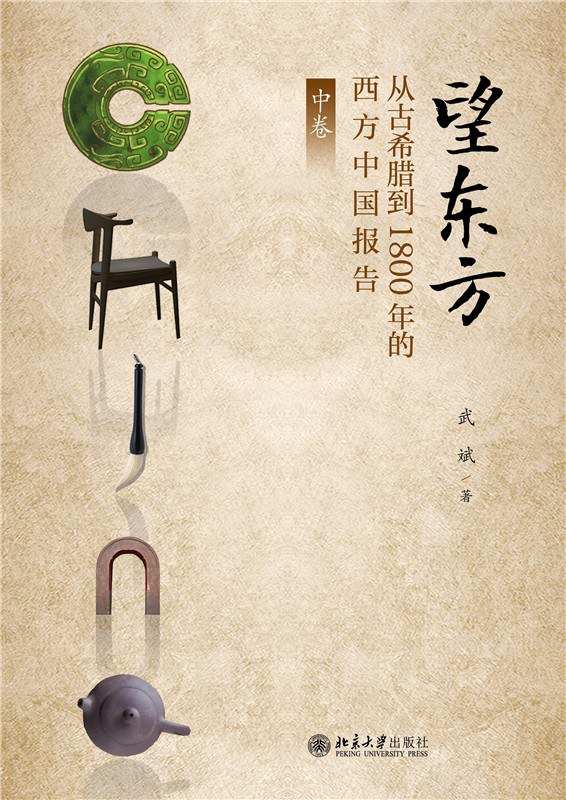 望东方
从古希腊到1800年的
西方中国报告
中卷
武斌/著
北京大学出版社
PEKING UNIVERSITY PRESS